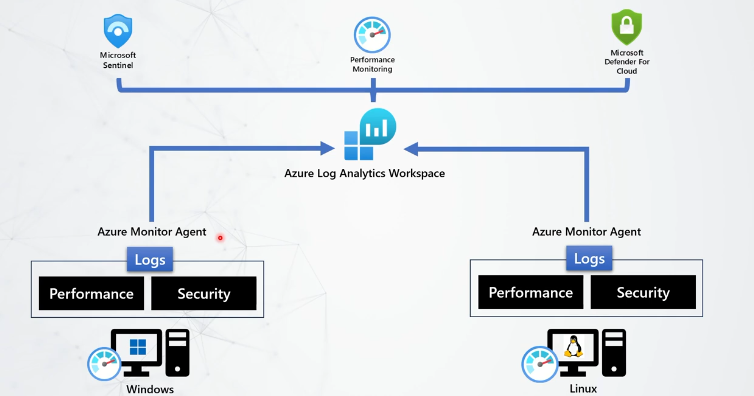 Microsoft
Sentinel
Performance
Monitoring
Microsoft
Defender For
Cloud
Azure Log Analytics Workspace
Azure Monitor Agent
Logs
Performance
Security
Windows
Azure Monitor Agent
Logs
Performance
Security
Linux